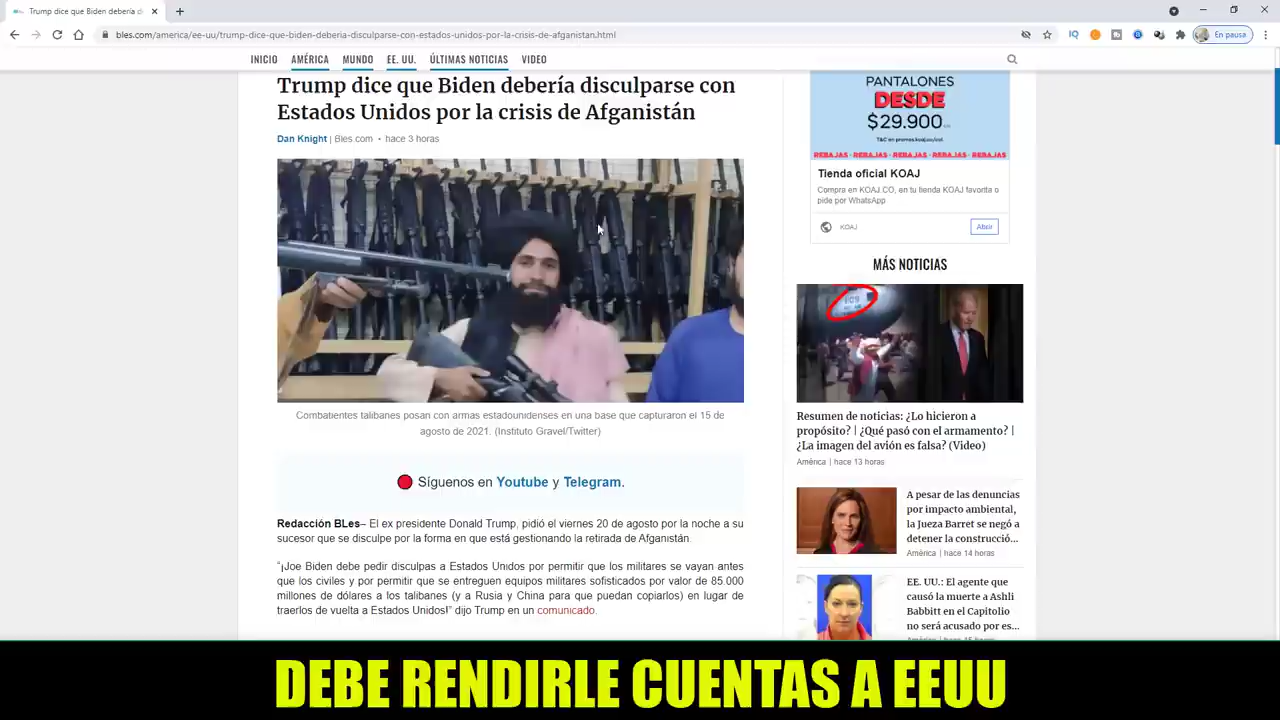 Trump dice que Biden debería d
bles.com/america/ee-uu/trump-dice-que-biden-deberia-disculparse-con-estados-unidos-por-la-crisis-de-afganistan.html
En pausa
INICIO AMÉRICA MUNDO EE. UU. ÚLTIMAS NOTICIAS VIDEO
Trump dice que Biden debería disculparse con
Estados Unidos por la crisis de Afganistán
Dan Knight | Bles.com • hace 3 horas
Combatientes talibanes posan con armas estadounidenses en una base que capturaron el 15 de
agosto de 2021. (Instituto Gravel/Twitter)
Síguenos en Youtube y Telegram.
Redacción BLes– El ex presidente Donald Trump, pidió el viernes 20 de agosto por la noche a su
sucesor que se disculpe por la forma en que está gestionando la retirada de Afganistán.
“¡Joe Biden debe pedir disculpas a Estados Unidos por permitir que los militares se vayan antes
que los civiles y por permitir que se entreguen equipos militares sofisticados por valor de 85.000
millones de dólares a los talibanes (y a Rusia y China para que puedan copiarlos) en lugar de
traerlos de vuelta a Estados Unidos!” dijo Trump en un comunicado.
PANTALONES
DESDE
$29.900
T&C en promos.koaj.co/col.
REBAJAS - REBAJAS - REBAJAS - REBAJAS - REBAJAS
Tienda oficial KOAJ
Compra en KOAJ.CO, en tu tienda KOAJ favorita o
pide por WhatsApp
KOAJ
Abrir
MÁS NOTICIAS
Resumen de noticias: ¿Lo hicieron a
propósito? | ¿Qué pasó con el armamento? |
¿La imagen del avión es falsa? (Video)
América | hace 13 horas
A pesar de las denuncias
por impacto ambiental,
la Jueza Barret se negó a
detener la construcció...
América | hace 14 horas
EE. UU.: El agente que
causó la muerte a Ashli
Babbitt en el Capitolio
no será acusado por es...
DEBE RENDIRLE CUENTAS A EEUU